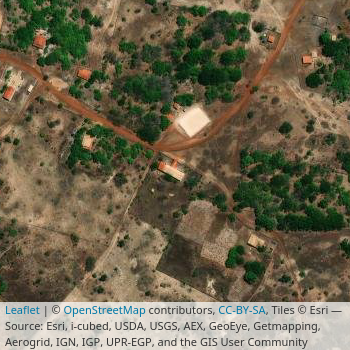 Leaflet | © OpenStreetMap contributors, CC-BY-SA, Tiles © Esri —
Source: Esri, i-cubed, USDA, USGS, AEX, GeoEye, Getmapping,
Aerogrid, IGN, IGP, UPR-EGP, and the GIS User Community